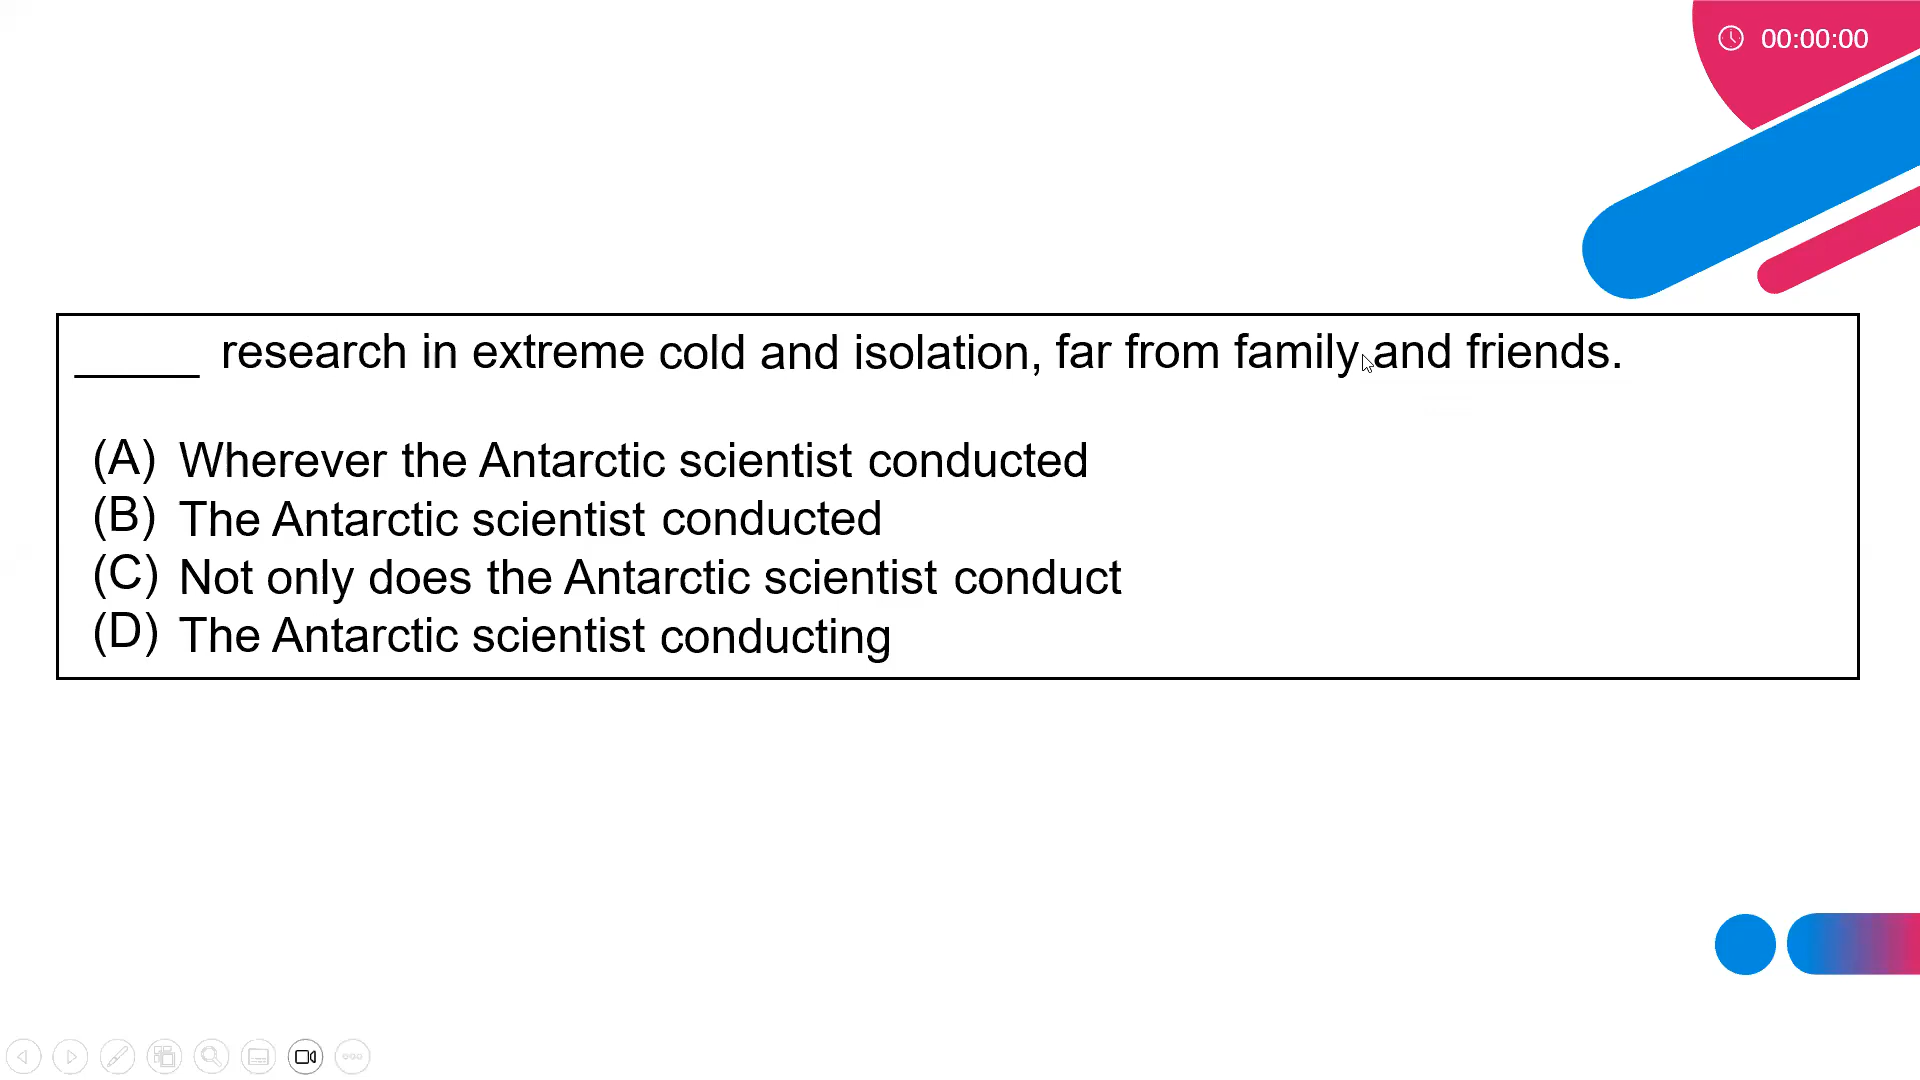 00:00:00
_____ research in extreme cold and isolation, far from family and friends.
(A) Wherever the Antarctic scientist conducted
(B) The Antarctic scientist conducted
(C) Not only does the Antarctic scientist conduct
(D) The Antarctic scientist conducting